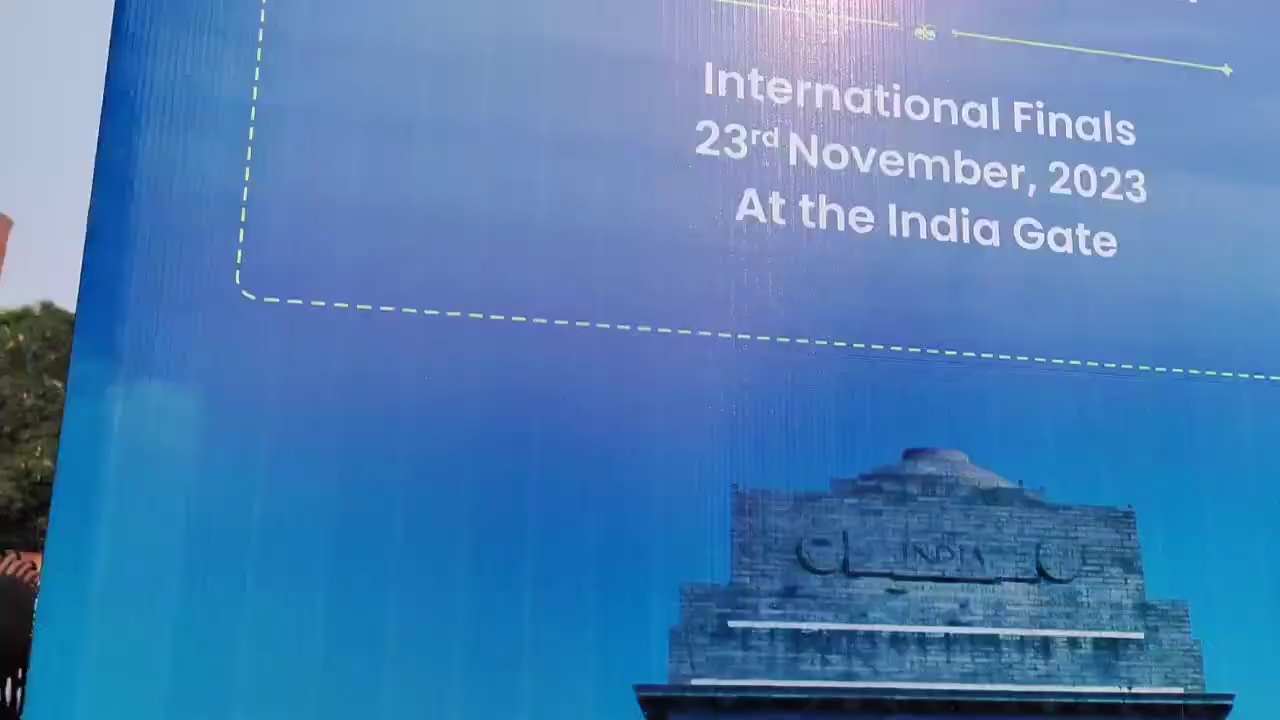 International Finals
23rd November, 2023
At the India Gate
INDIA